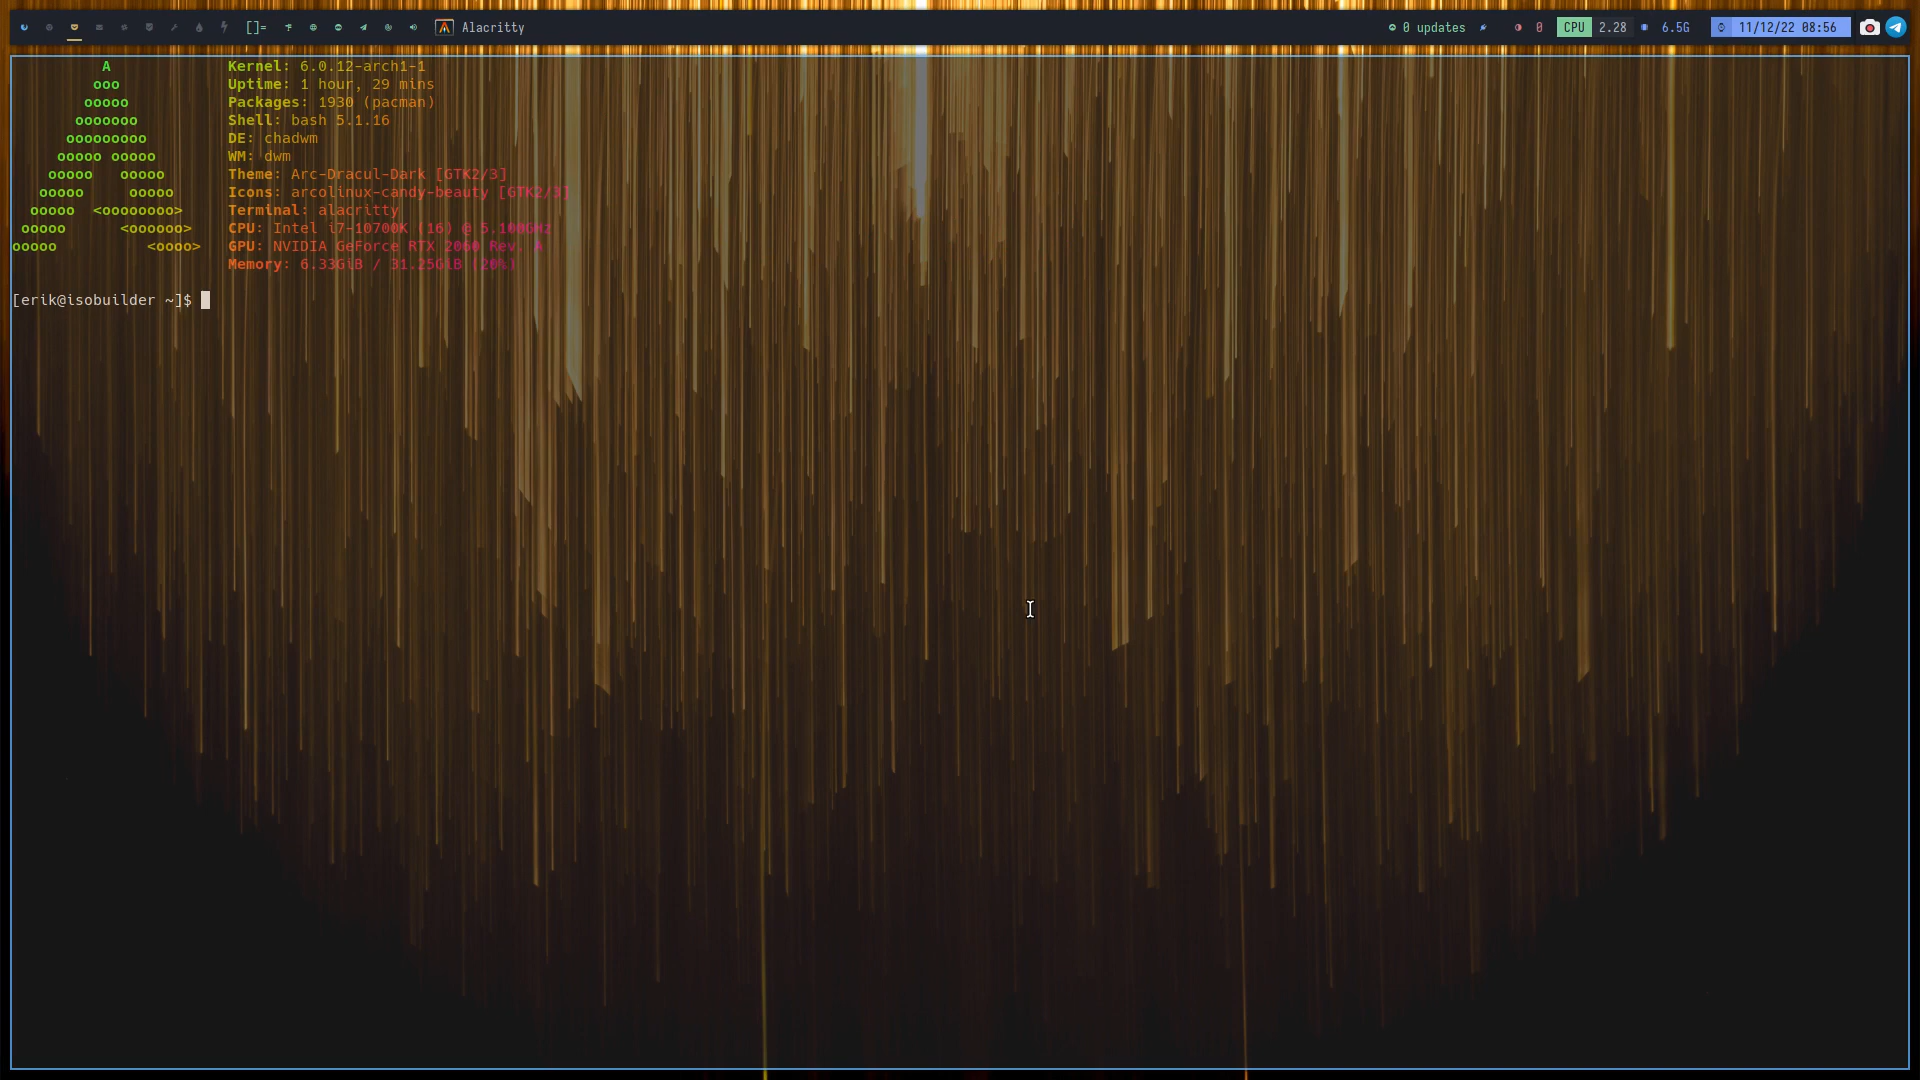 []= Alacritty 0 updates 0 CPU 2.28 6.5G 11/12/22 08:56
A Kernel: 6.0.12-arch1-1
ooo Uptime: 1 hour, 29 mins
ooooo Packages: 1930 (pacman)
ooooooo Shell: bash 5.1.16
ooooooooo DE: chadwm
ooooo ooooo WM: dwm
ooooo ooooo Theme: Arc-Dracul-Dark [GTK2/3]
ooooo ooooo Icons: arcolinux-candy-beauty [GTK2/3]
ooooo <oooooooo> Terminal: alacritty
ooooo <oooooo> CPU: Intel i7-10700K (16) @ 5.100GHz
ooooo <oooo> GPU: NVIDIA GeForce RTX 2060 Rev. A
Memory: 6.33GiB / 31.25GiB (20%)
[erik@isobuilder ~]$